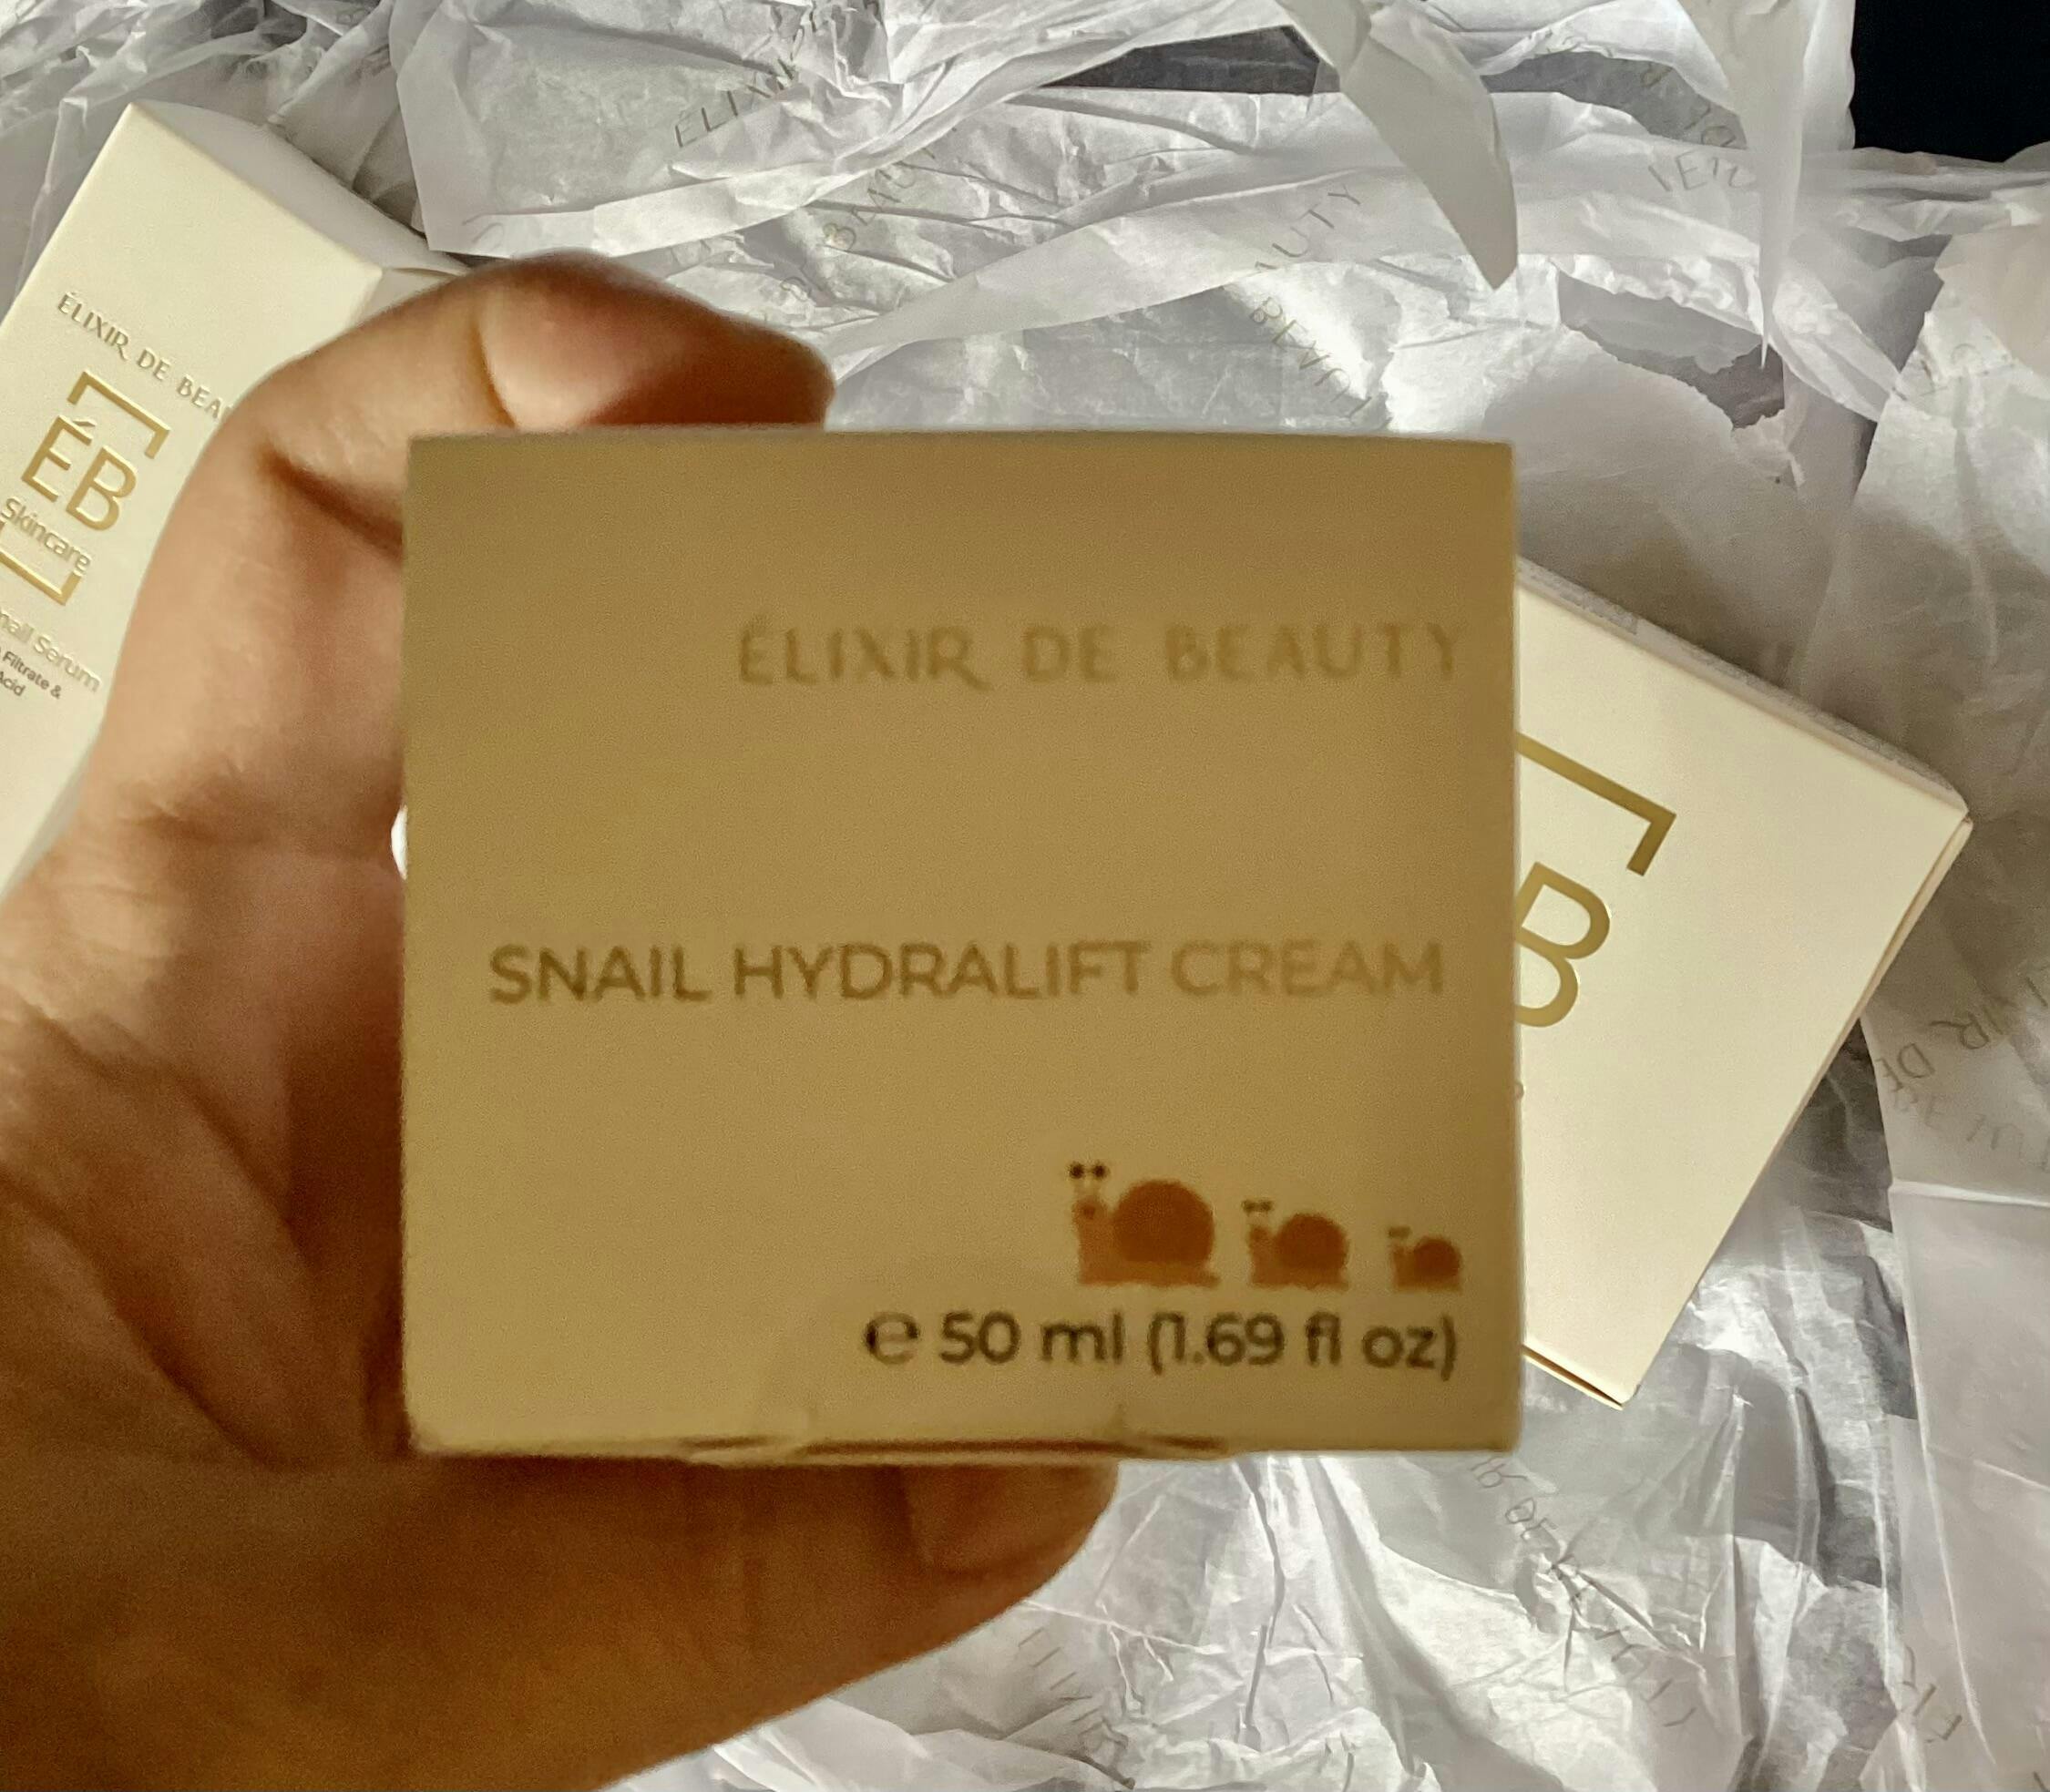 ÉLIXIR DE BEAUTY
SNAIL HYDRALIFT CREAM
℮ 50 ml (1.69 fl oz)
ÉLIXIR DE
ÉB
Skincare
Serum
Filtrate &
Acid
B
BEAUTY